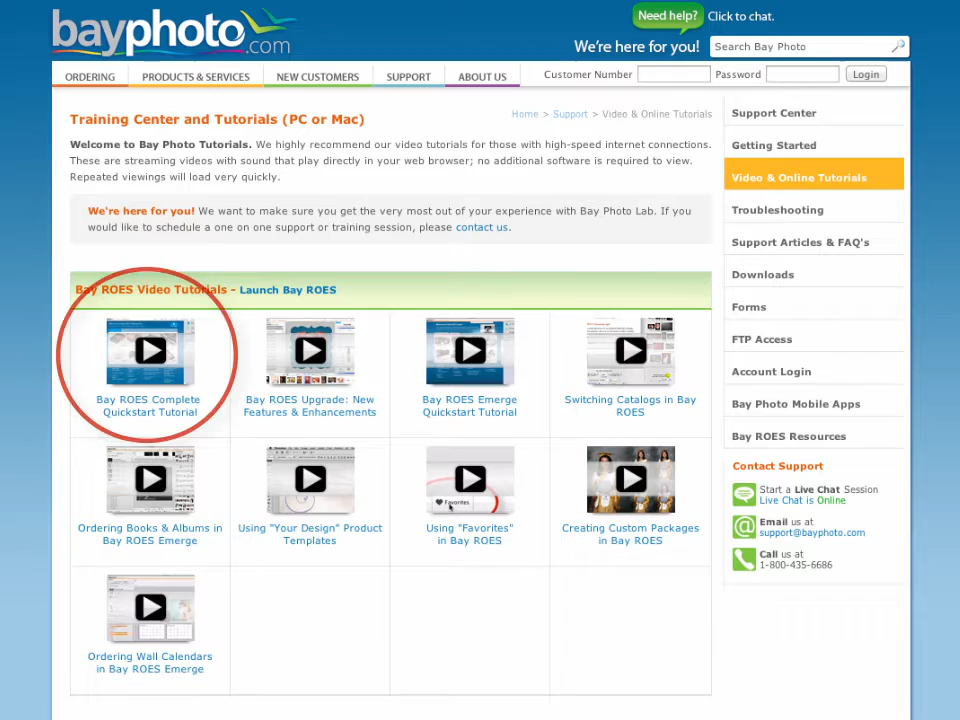 bayphoto.com
Need help? Click to chat.
We're here for you!
Search Bay Photo
ORDERING
PRODUCTS & SERVICES
NEW CUSTOMERS
SUPPORT
ABOUT US
Customer Number
Password
Login
Training Center and Tutorials (PC or Mac)
Home > Support > Video & Online Tutorials
Welcome to Bay Photo Tutorials. We highly recommend our video tutorials for those with high-speed internet connections.
These are streaming videos with sound that play directly in your web browser; no additional software is required to view.
Repeated viewings will load very quickly.
We're here for you! We want to make sure you get the very most out of your experience with Bay Photo Lab. If you
would like to schedule a one on one support or training session, please contact us.
Bay ROES Video Tutorials - Launch Bay ROES
Bay ROES Complete
Quickstart Tutorial
Bay ROES Upgrade: New
Features & Enhancements
Bay ROES Emerge
Quickstart Tutorial
Switching Catalogs in Bay
ROES
Favorites
Ordering Books & Albums in
Bay ROES Emerge
Using "Your Design" Product
Templates
Using "Favorites"
in Bay ROES
Creating Custom Packages
in Bay ROES
Ordering Wall Calendars
in Bay ROES Emerge
Support Center
Getting Started
Video & Online Tutorials
Troubleshooting
Support Articles & FAQ's
Downloads
Forms
FTP Access
Account Login
Bay Photo Mobile Apps
Bay ROES Resources
Contact Support
Start a Live Chat Session
Live Chat is Online
Email us at
support@bayphoto.com
Call us at
1-800-435-6686